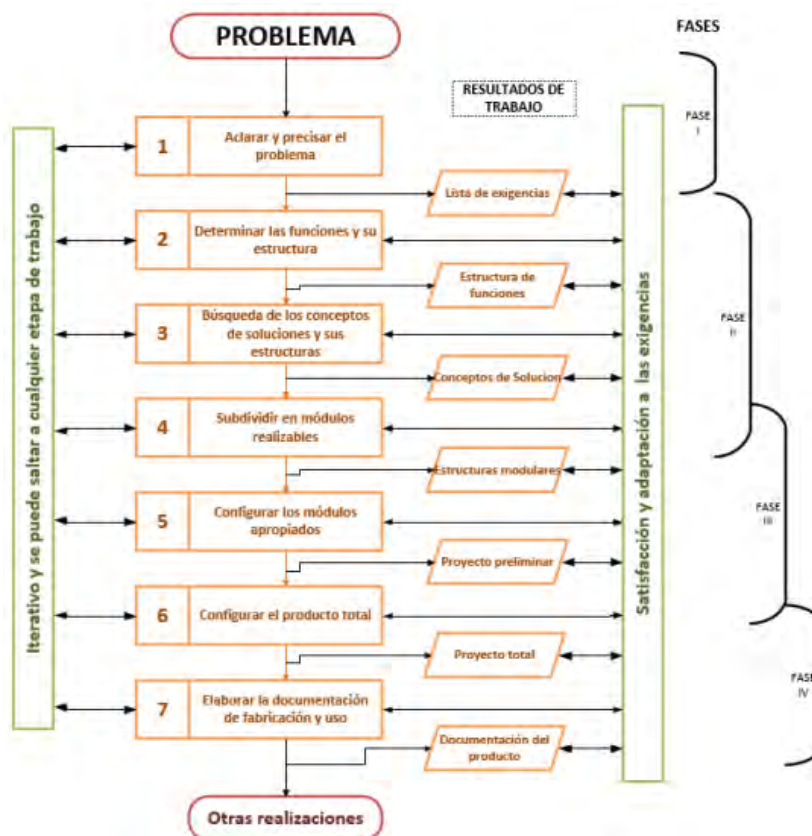 PROBLEMA
FASES
RESULTADOS DE
TRABAJO
FASE
I
1
Aclarar y precisar el
problema
Lista de exigencias
2
Determinar las funciones y su
estructura
Estructura de
funciones
3
Búsqueda de los conceptos
de soluciones y sus
estructuras
FASE
II
Conceptos de Solucion
4
Subdividir en módulos
realizables
Estructuras modulares
5
Configurar los módulos
apropiados
FASE
III
Proyecto preliminar
6
Configurar el producto total
Proyecto total
7
Elaborar la documentación
de fabricación y uso
FASE
IV
Documentación del
producto
Otras realizaciones
Iterativo y se puede saltar a cualquier etapa de trabajo
Satisfacción y adaptación a las exigencias